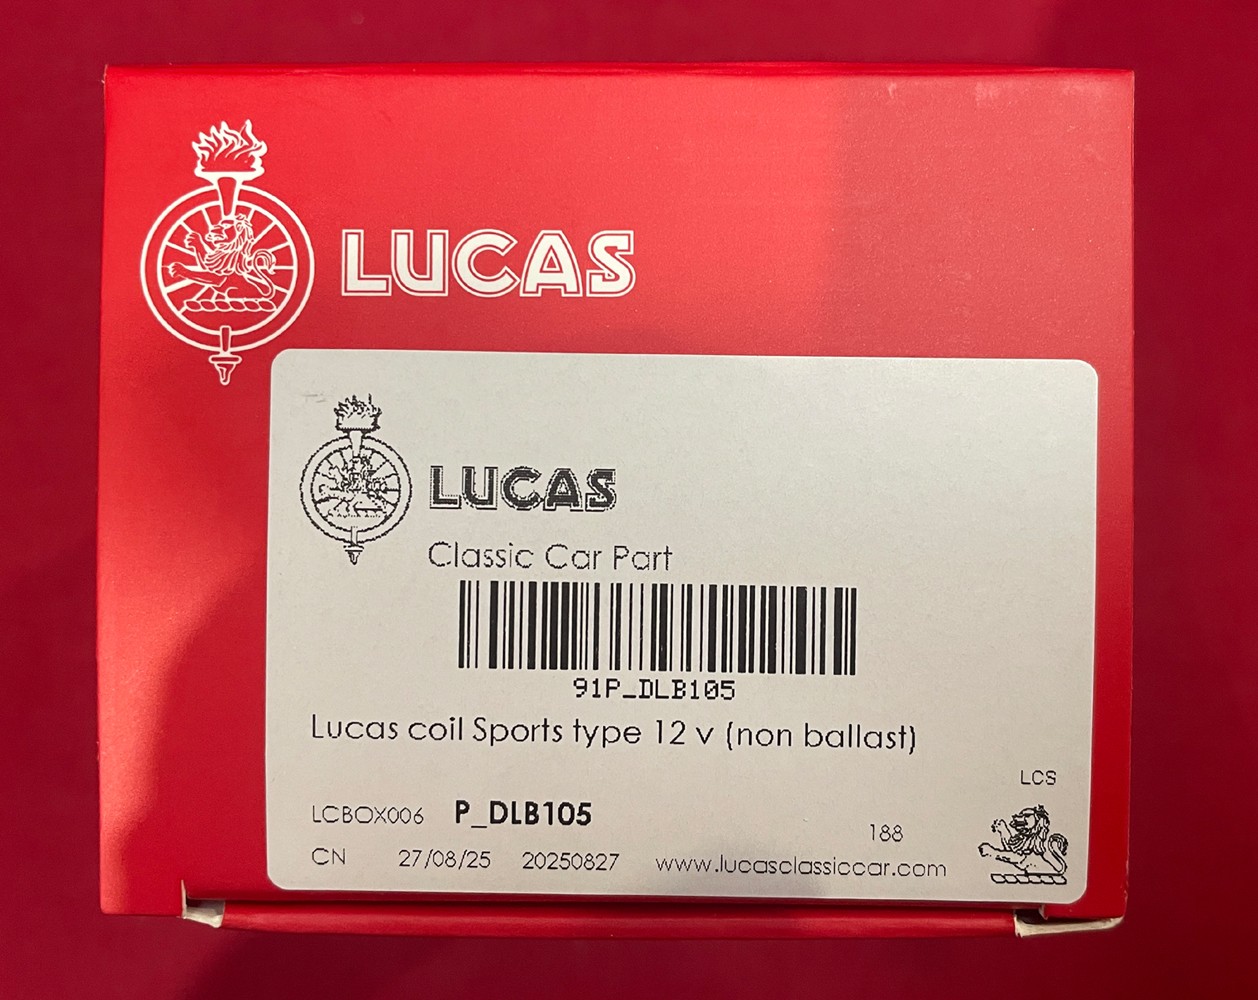 LUCAS
LUCAS
Classic Car Part
91P_DLB105
Lucas coil Sports type 12 v (non ballast)
LCS
LCBOX006 P_DLB105
188
CN 27/08/25 20250827 www.lucasclassiccar.com